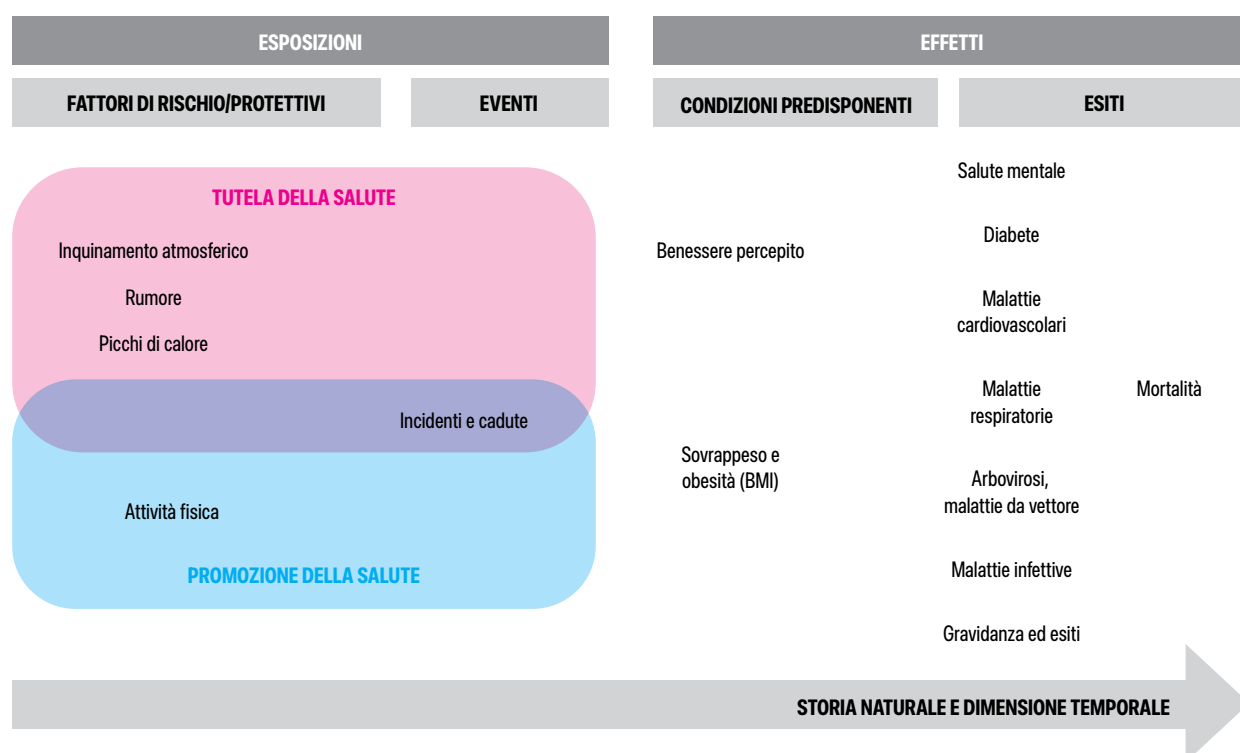 ESPOSIZIONI
EFFETTI
FATTORI DI RISCHIO/PROTETTIVI
EVENTI
CONDIZIONI PREDISPONENTI
ESITI
TUTELA DELLA SALUTE
Inquinamento atmosferico
Rumore
Picchi di calore
Incidenti e cadute
Attività fisica
PROMOZIONE DELLA SALUTE
Benessere percepito
Sovrappeso e
obesità (BMI)
Salute mentale
Diabete
Malattie
cardiovascolari
Malattie
respiratorie
Arbovirosi,
malattie da vettore
Malattie infettive
Gravidanza ed esiti
Mortalità
STORIA NATURALE E DIMENSIONE TEMPORALE